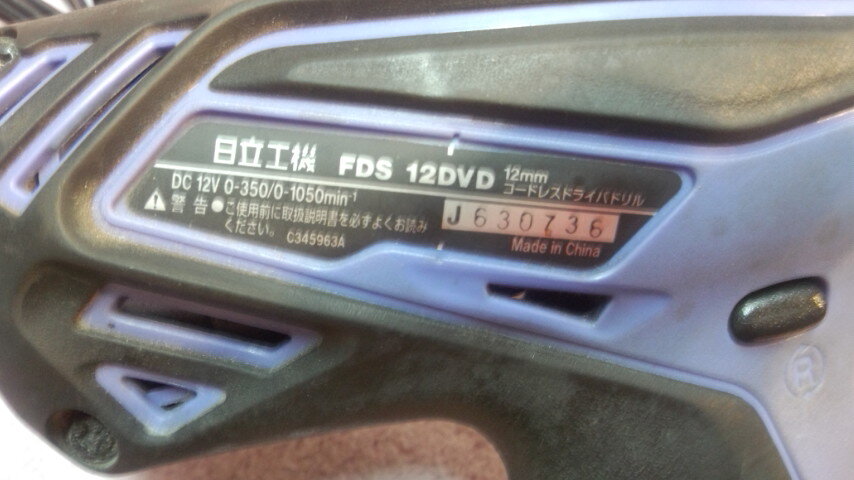 日立工機 FDS 12DVD 12mm
コードレスドライバドリル
DC 12V 0-350/0-1050min⁻¹
警告 ●ご使用前に取扱説明書を必ずよくお読み
ください。 C345963A
J630736
Made in China
R